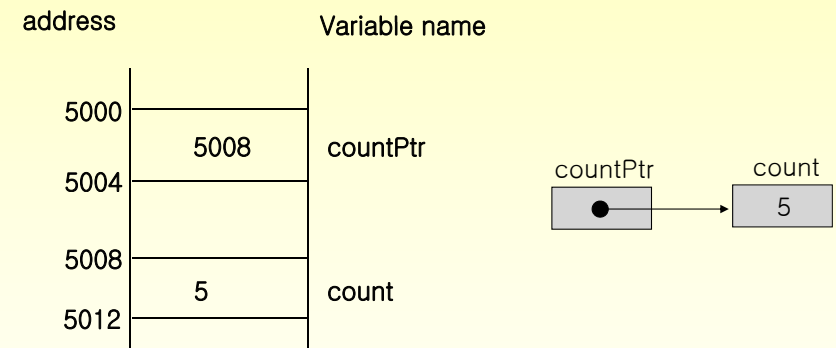 address
Variable name
5000
5008
countPtr
5004
5008
5
count
5012
countPtr
count
5